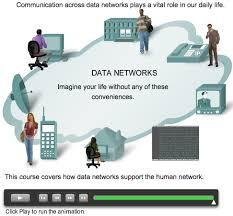 Communication across data networks plays a vital role in our daily life.
DATA NETWORKS
Imagine your life without any of these
conveniences.
This course covers how data networks support the human network.
Click Play to run the animation.